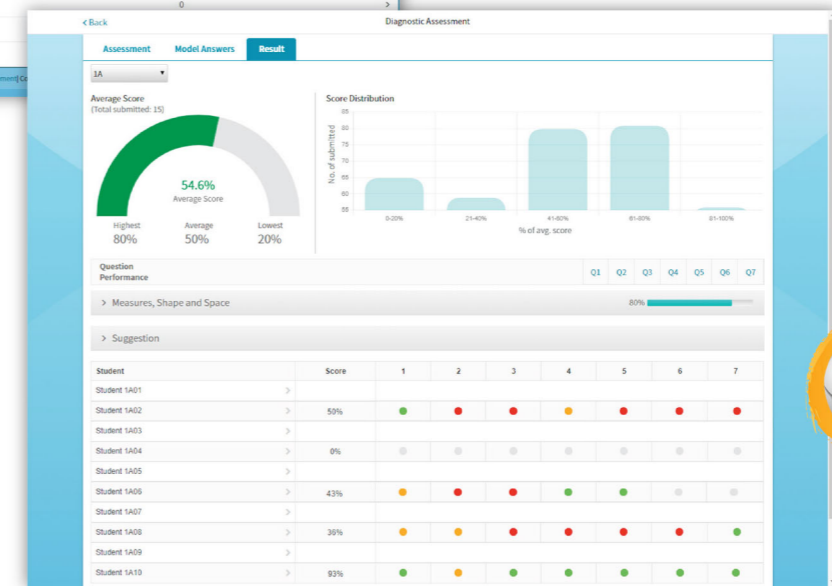 0 >
< Back
Diagnostic Assessment
Assessment Model Answers Result
1A
Average Score
(Total submitted: 15)
54.6%
Average Score
Highest Average Lowest
80% 50% 20%
Score Distribution
No. of submitted
85
80
75
70
65
60
55
0-20% 21-40% 41-60% 61-80% 81-100%
% of avg. score
Question
Performance
Q1 Q2 Q3 Q4 Q5 Q6 Q7
> Measures, Shape and Space 80%
> Suggestion
Student Score 1 2 3 4 5 6 7
Student 1A01 >
Student 1A02 > 50%
Student 1A03 >
Student 1A04 > 0%
Student 1A05 >
Student 1A06 > 43%
Student 1A07 >
Student 1A08 > 36%
Student 1A09 >
Student 1A10 > 93%